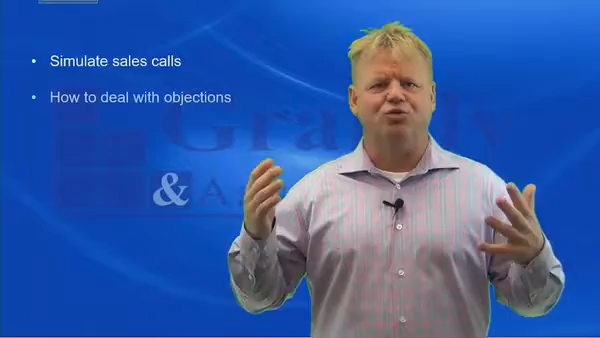 • Simulate sales calls
• How to deal with objections
&